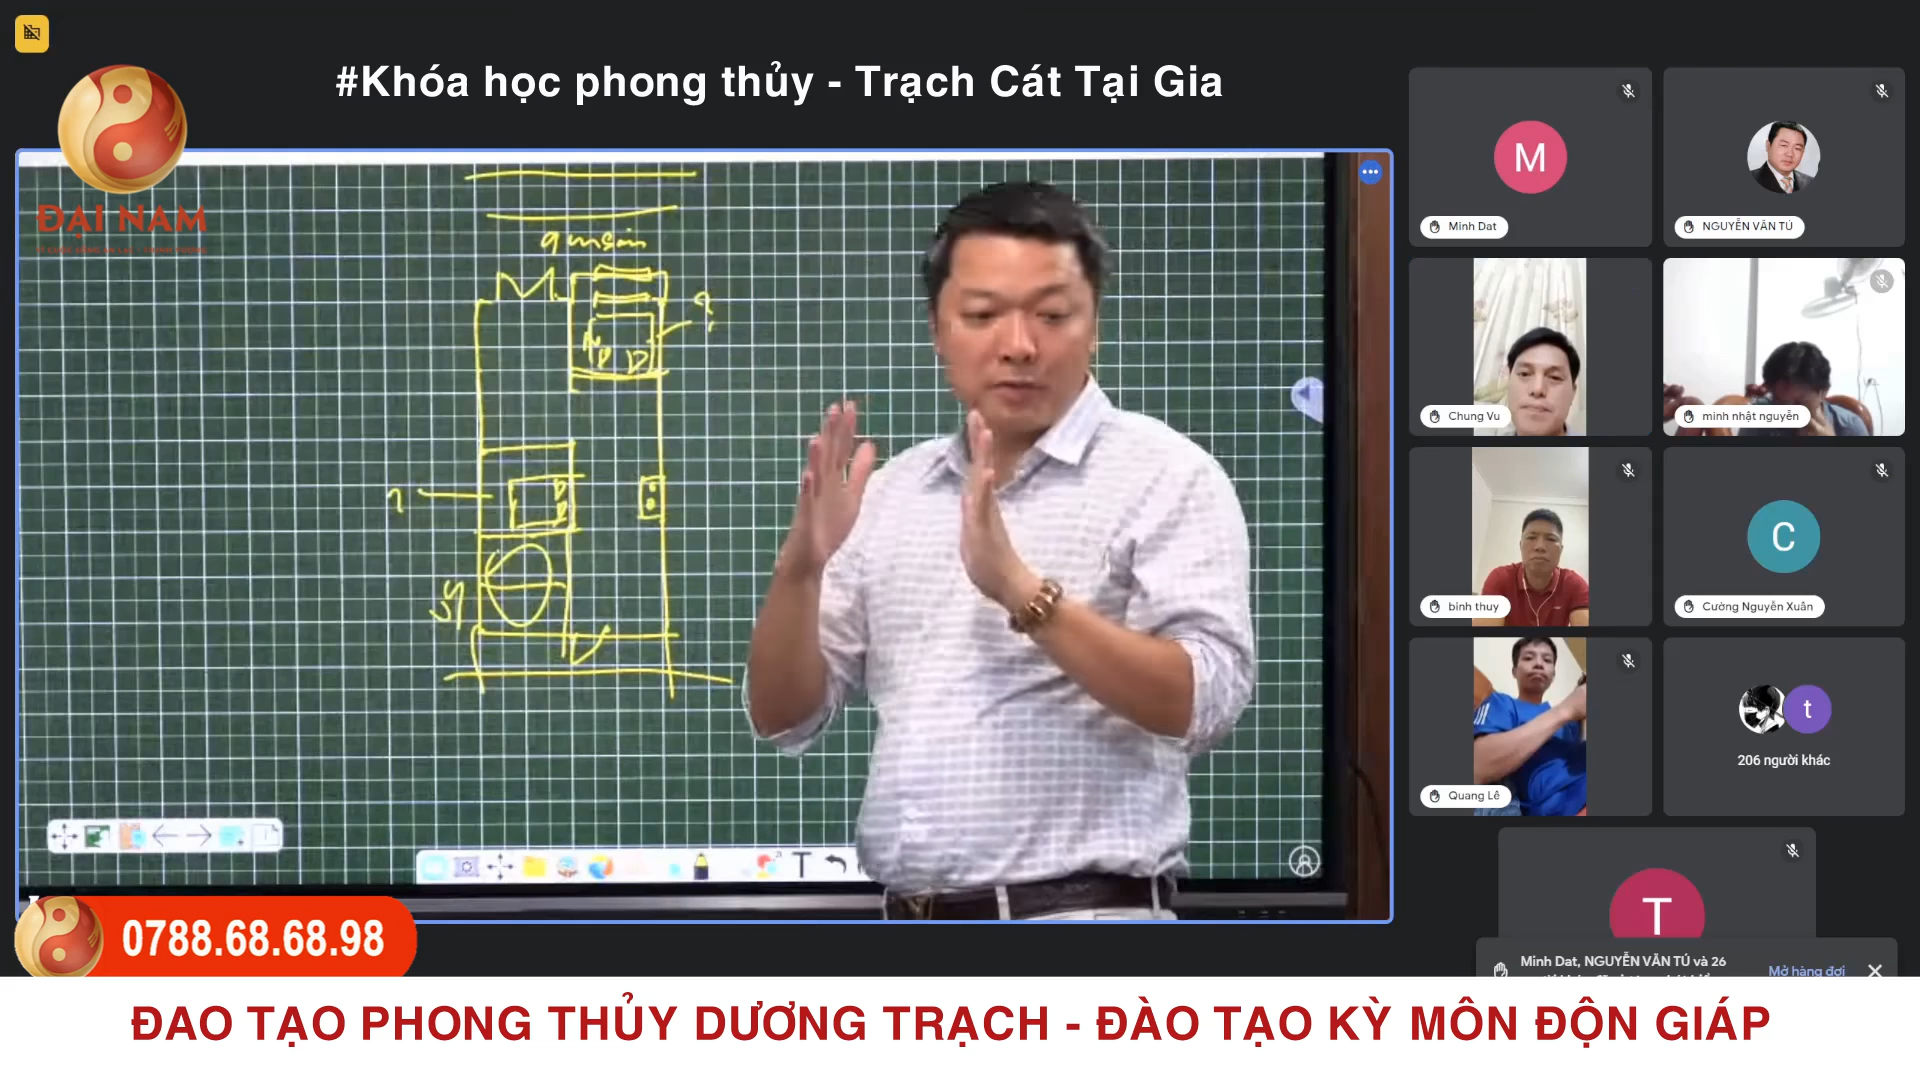 #Khóa học phong thủy - Trạch Cát Tại Gia
ĐẠI NAM
M
Minh Dat
NGUYỄN VĂN TÚ
Chung Vu
minh nhật nguyễn
binh thuy
C
Cường Nguyễn Xuân
Quang Lê
t
206 người khác
T
Minh Dat, NGUYỄN VĂN TÚ và 26
Mở hàng đợi
T
0788.68.68.98
ĐAO TẠO PHONG THỦY DƯƠNG TRẠCH - ĐÀO TẠO KỲ MÔN ĐỘN GIÁP